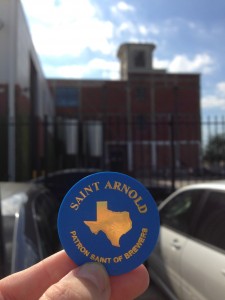 SAINT ARNOLD
PATRON SAINT OF BREWERS